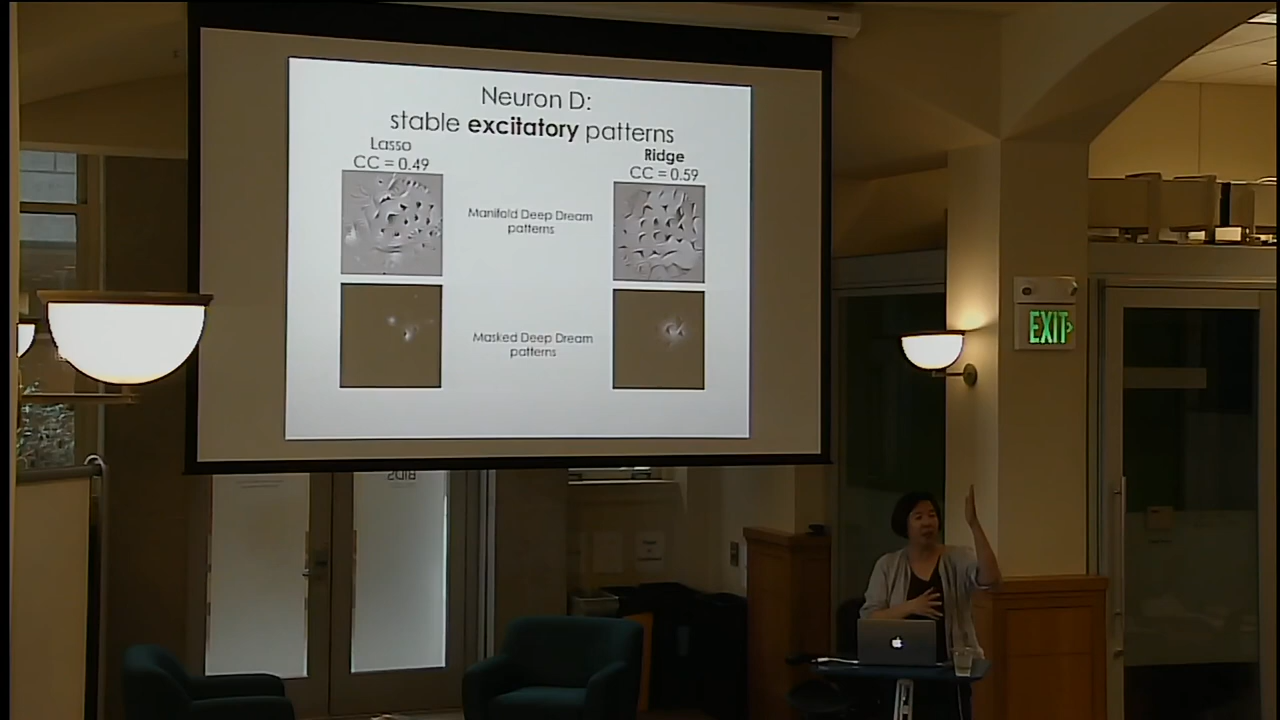 Neuron D:
stable excitatory patterns
Lasso
CC = 0.49
Ridge
CC = 0.59
Manifold Deep Dream
patterns
Masked Deep Dream
patterns
EXIT
BIDS